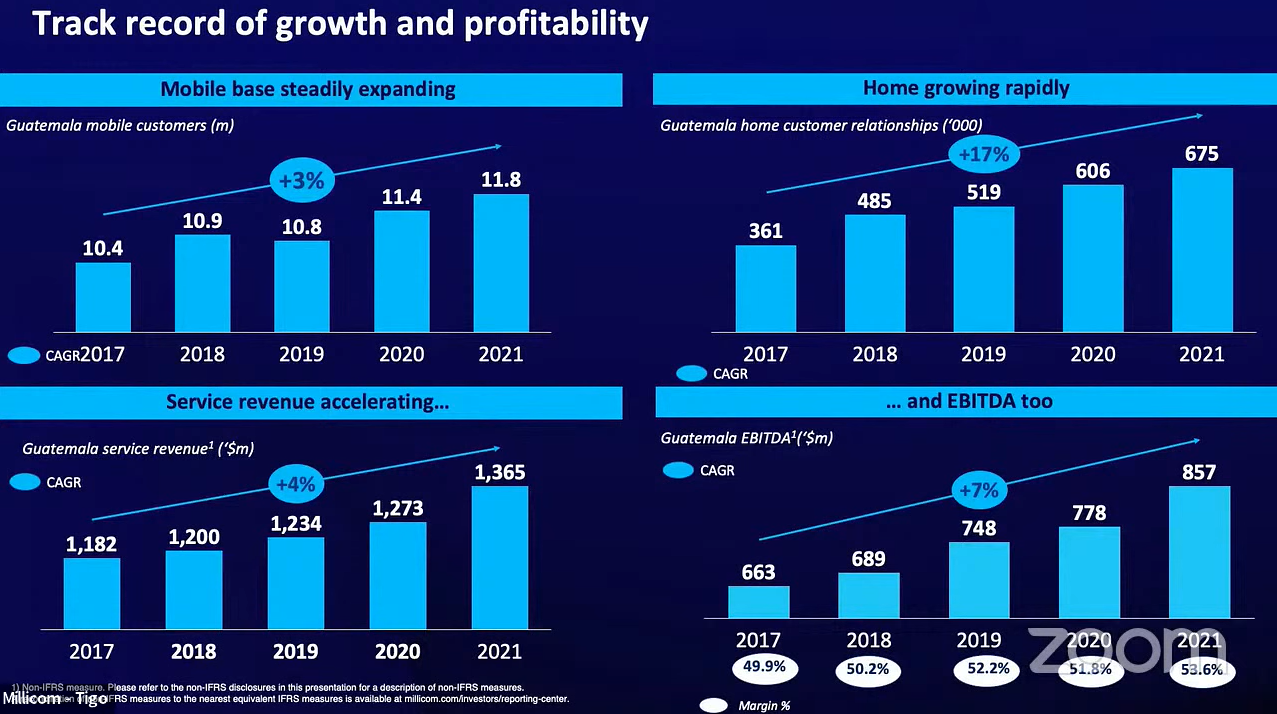 Track record of growth and profitability
Mobile base steadily expanding
Guatemala mobile customers (m)
+3%
10.4
10.9
10.8
11.4
11.8
CAGR
2017
2018
2019
2020
2021
Home growing rapidly
Guatemala home customer relationships (‘000)
+17%
361
485
519
606
675
2017
2018
2019
2020
2021
CAGR
Service revenue accelerating…
Guatemala service revenue¹ (‘$m)
CAGR
+4%
1,182
1,200
1,234
1,273
1,365
2017
2018
2019
2020
2021
… and EBITDA too
Guatemala EBITDA¹(‘$m)
CAGR
+7%
663
689
748
778
857
2017
2018
2019
2020
2021
49.9%
50.2%
52.2%
51.8%
53.6%
Margin %
zoom
1) Non-IFRS measure. Please refer to the non-IFRS disclosures in this presentation for a description of non-IFRS measures.
IFRS measures to the nearest equivalent IFRS measures is available at millicom.com/investors/reporting-center.
Millicom - Tigo